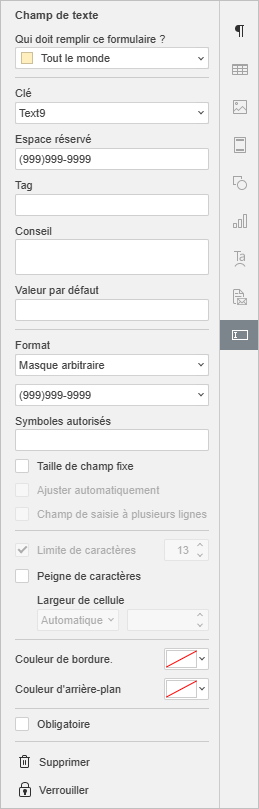 Champ de texte
Qui doit remplir ce formulaire ?
Tout le monde
Clé
Text9
Espace réservé
(999)999-9999
Tag
Conseil
Valeur par défaut
Format
Masque arbitraire
(999)999-9999
Symboles autorisés
Taille de champ fixe
Ajuster automatiquement
Champ de saisie à plusieurs lignes
Limite de caractères 13
Peigne de caractères
Largeur de cellule
Automatique
Couleur de bordure.
Couleur d'arrière-plan
Obligatoire
Supprimer
Verrouiller
Ta